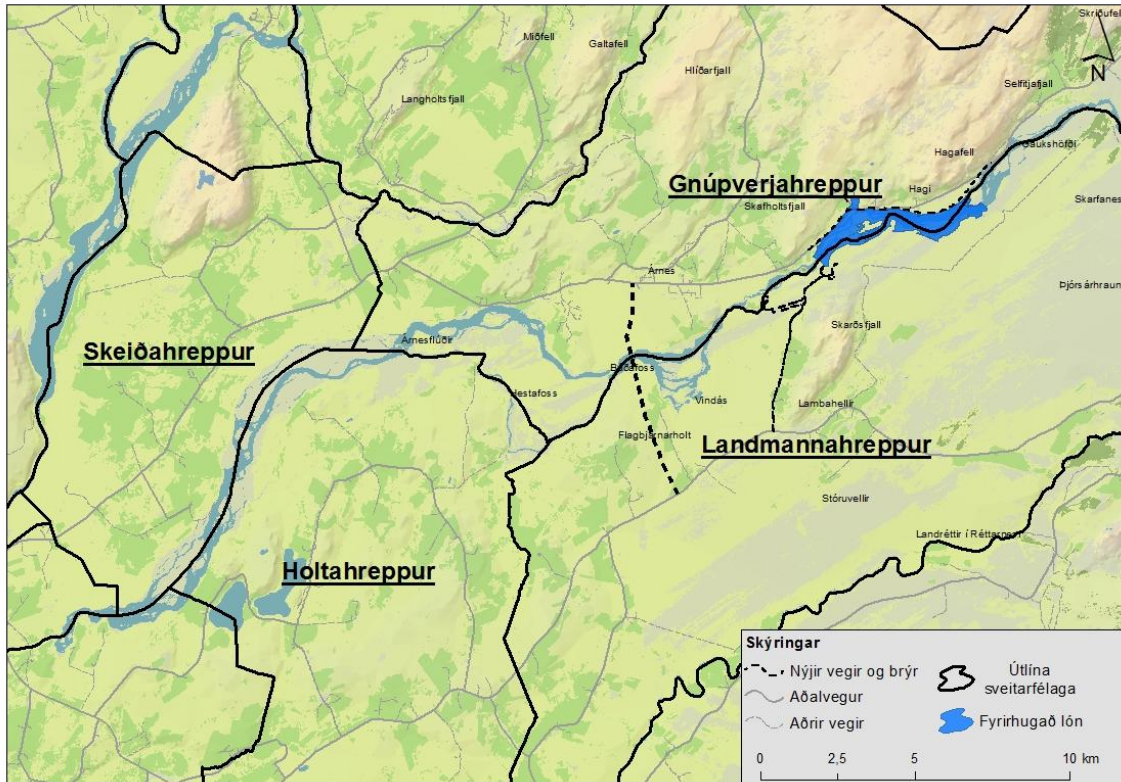 Skriðufell
Miðfell
Galtafell
N
Hlíðarfjall
Selfitjafjall
Langholtsfjall
Gaukshöfði
Hagafell
Gnúpverjahreppur
Hagi
Skarfanes
Skafholtsfjall
Árnes
Þjórsárhraun
Skarðsfjall
Árnesflúðir
Skeiðahreppur
Búðafoss
Hestafoss
Vindás
Lambahellir
Flagbjarnarholt
Landmannahreppur
Stóruvellir
Landréttir í Réttarnesi
Holtahreppur
Skýringar
Nýjir vegir og brýr
Aðalvegur
Aðrir vegir
Útlína
sveitarfélaga
Fyrirhugað lón
0 2,5 5 10 km